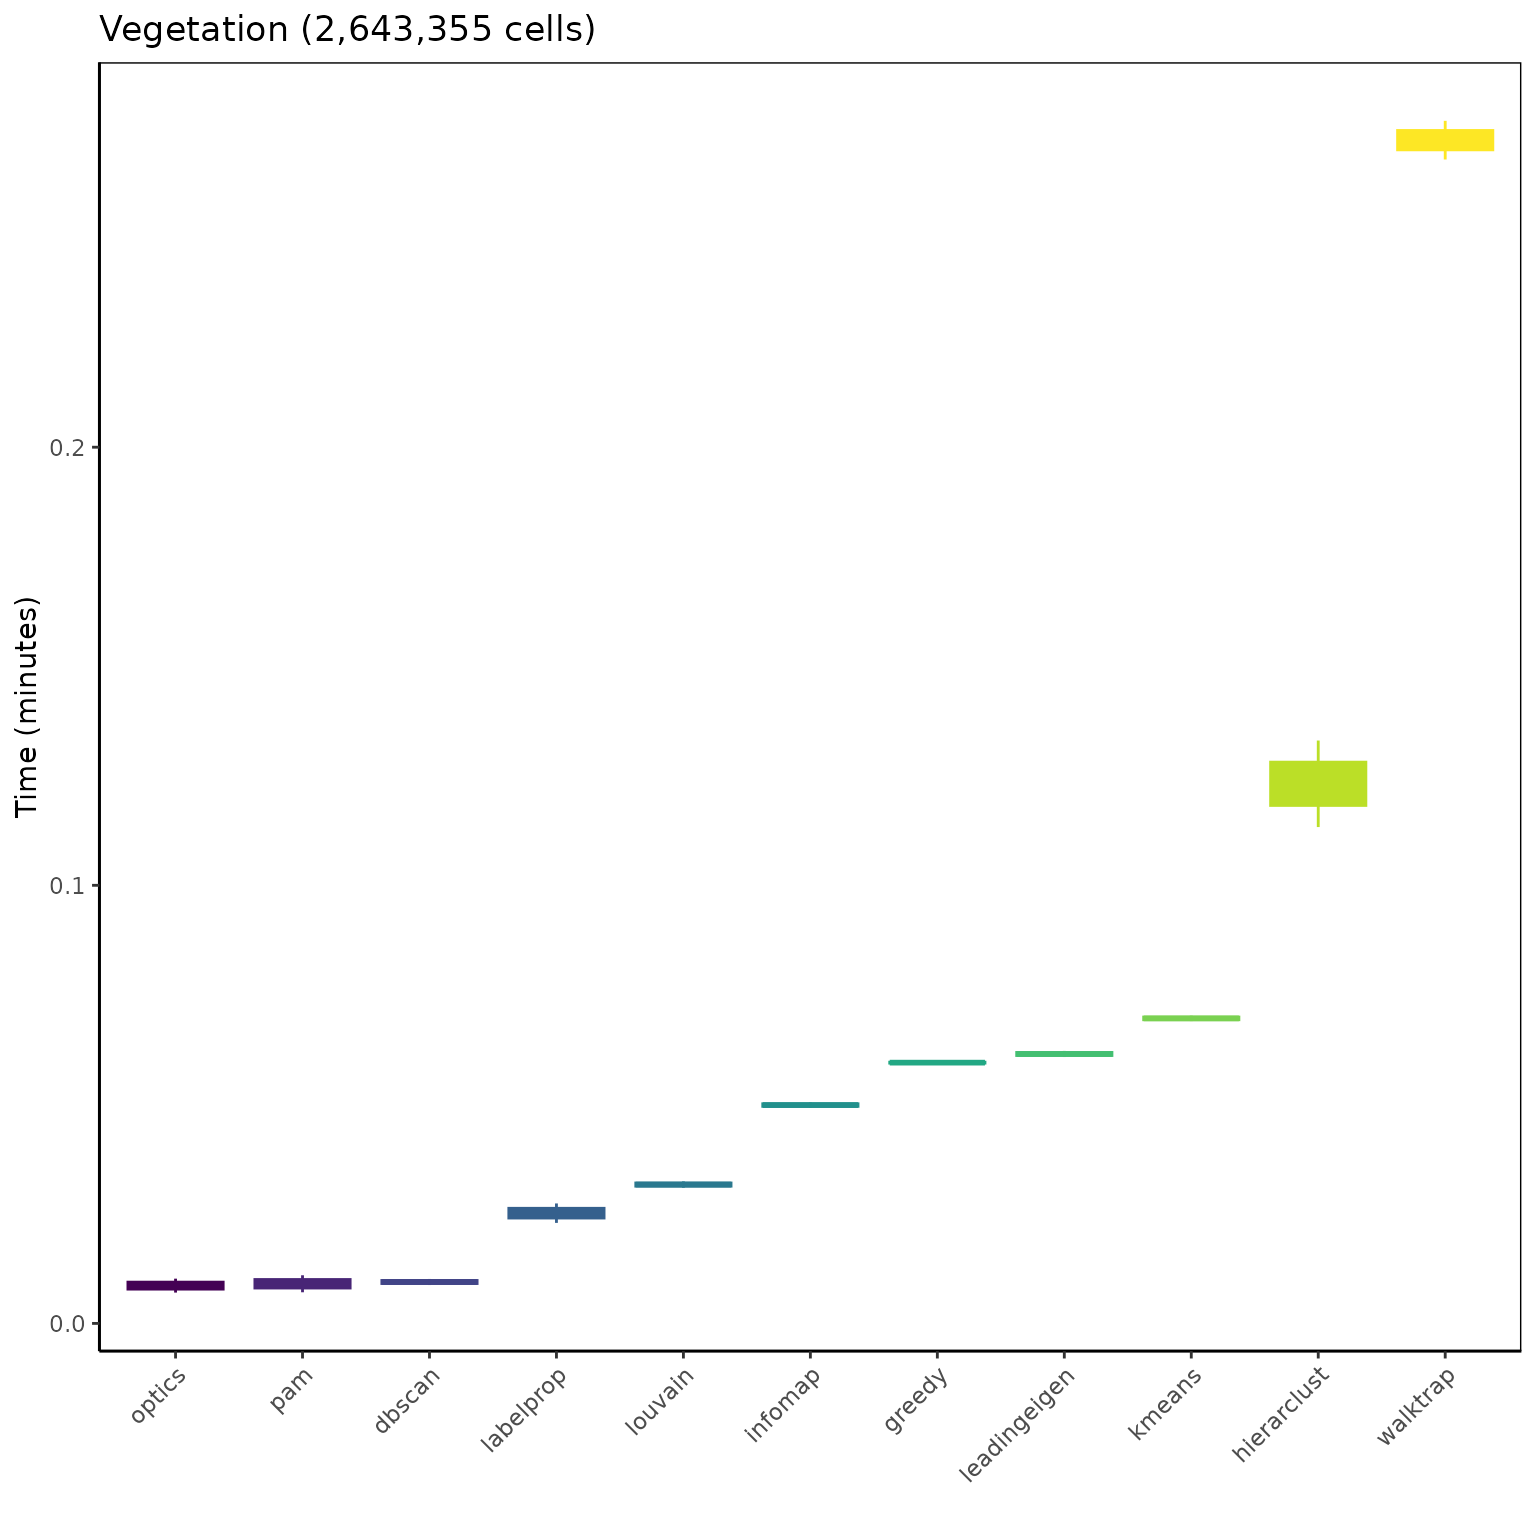 Vegetation (2,643,355 cells)
Time (minutes)
0.2
0.1
0.0
optics
pam
dbscan
labelprop
louvain
infomap
greedy
leadingeigen
kmeans
hierarclust
walktrap